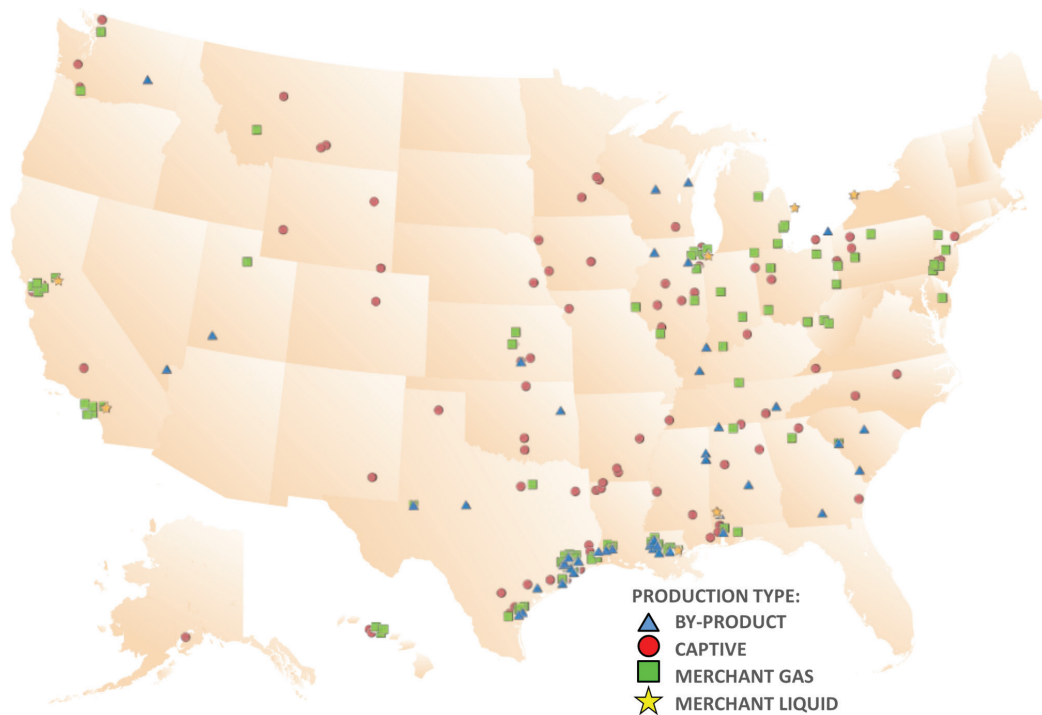 PRODUCTION TYPE:
BY-PRODUCT
CAPTIVE
MERCHANT GAS
MERCHANT LIQUID